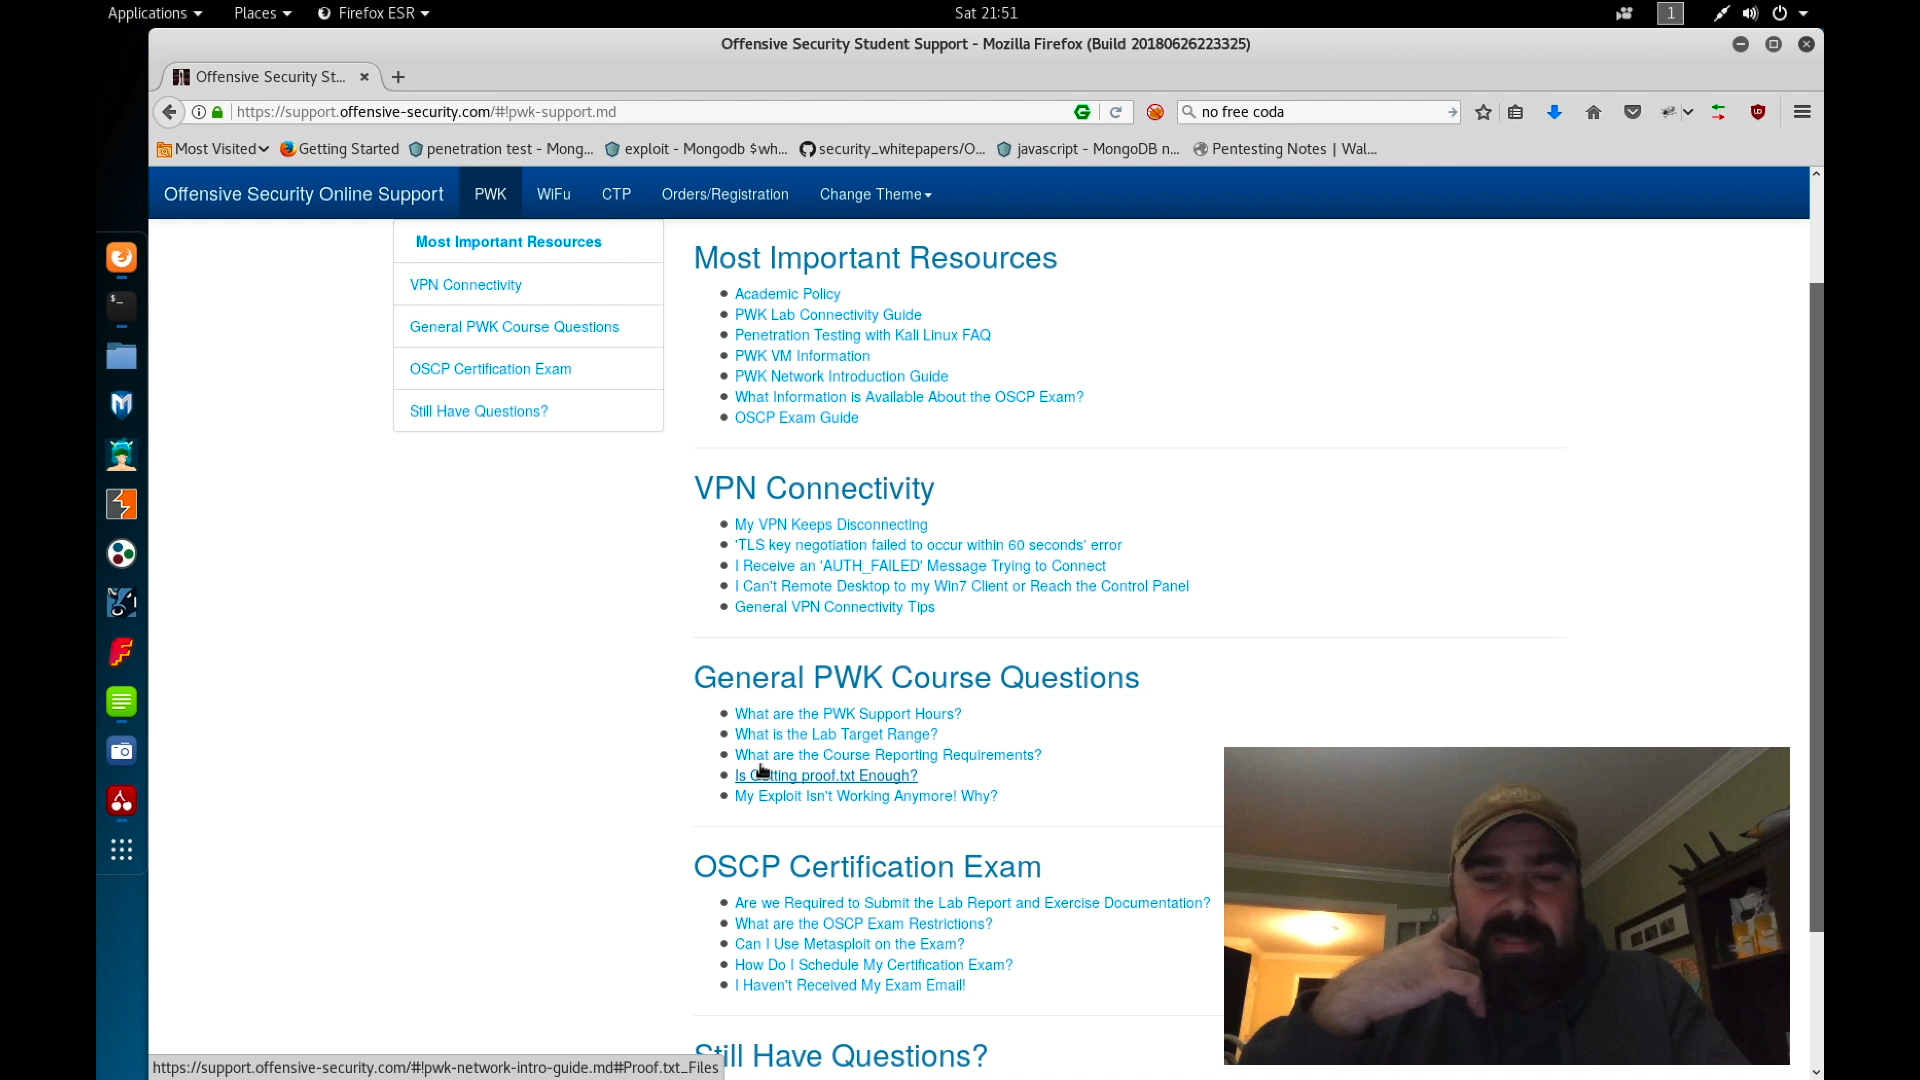 Applications Places Firefox ESR Sat 21:51 1
Offensive Security Student Support - Mozilla Firefox (Build 20180626223325)
Offensive Security St...
https://support.offensive-security.com/#!pwk-support.md
no free coda
Most Visited Getting Started penetration test - Mong... exploit - Mongodb $wh... security_whitepapers/O... javascript - MongoDB n... Pentesting Notes | Wal...
Offensive Security Online Support PWK WiFu CTP Orders/Registration Change Theme
Most Important Resources
VPN Connectivity
General PWK Course Questions
OSCP Certification Exam
Still Have Questions?
Most Important Resources
Academic Policy
PWK Lab Connectivity Guide
Penetration Testing with Kali Linux FAQ
PWK VM Information
PWK Network Introduction Guide
What Information is Available About the OSCP Exam?
OSCP Exam Guide
VPN Connectivity
My VPN Keeps Disconnecting
'TLS key negotiation failed to occur within 60 seconds' error
I Receive an 'AUTH_FAILED' Message Trying to Connect
I Can't Remote Desktop to my Win7 Client or Reach the Control Panel
General VPN Connectivity Tips
General PWK Course Questions
What are the PWK Support Hours?
What is the Lab Target Range?
What are the Course Reporting Requirements?
Is Getting proof.txt Enough?
My Exploit Isn't Working Anymore! Why?
OSCP Certification Exam
Are we Required to Submit the Lab Report and Exercise Documentation?
What are the OSCP Exam Restrictions?
Can I Use Metasploit on the Exam?
How Do I Schedule My Certification Exam?
I Haven't Received My Exam Email!
Still Have Questions?
https://support.offensive-security.com/#!pwk-network-intro-guide.md#Proof.txt_Files